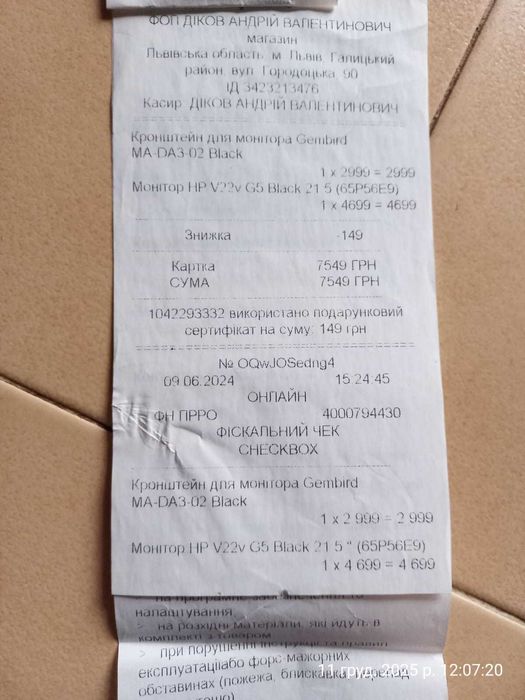 ФОП ДІКОВ АНДРІЙ ВАЛЕНТИНОВИЧ
магазин
Львівська область, м. Львів, Галицький
район, вул. Городоцька, 90
ІД 3423213476
Касир ДІКОВ АНДРІЙ ВАЛЕНТИНОВИЧ
Кронштейн для монітора Gembird
MA-DA3-02 Black
1 x 2999 = 2999
Монітор HP V22v G5 Black 21 5 (65P56E9)
1 x 4699 = 4699
Знижка -149
Картка 7549 ГРН
СУМА 7549 ГРН
1042293332 використано подарунковий
сертифікат на суму: 149 грн
№ OQwJOSedng4
09.06.2024 15:24:45
ОНЛАЙН
ФН ПРРО 4000794430
ФІСКАЛЬНИЙ ЧЕК
CHECKBOX
Кронштейн для монітора Gembird
MA-DA3-02 Black
1 x 2 999 = 2 999
Монітор HP V22v G5 Black 21 5 " (65P56E9)
1 x 4 699 = 4 699
налаштування
> на розхідні матеріали, які йдуть в
комплекті з товаром
> при порушенні інструкції та правил
експлуатації або форс-мажорних
обставинах (пожежа, блискавка,
11 груд. 2025 р. 12:07:20